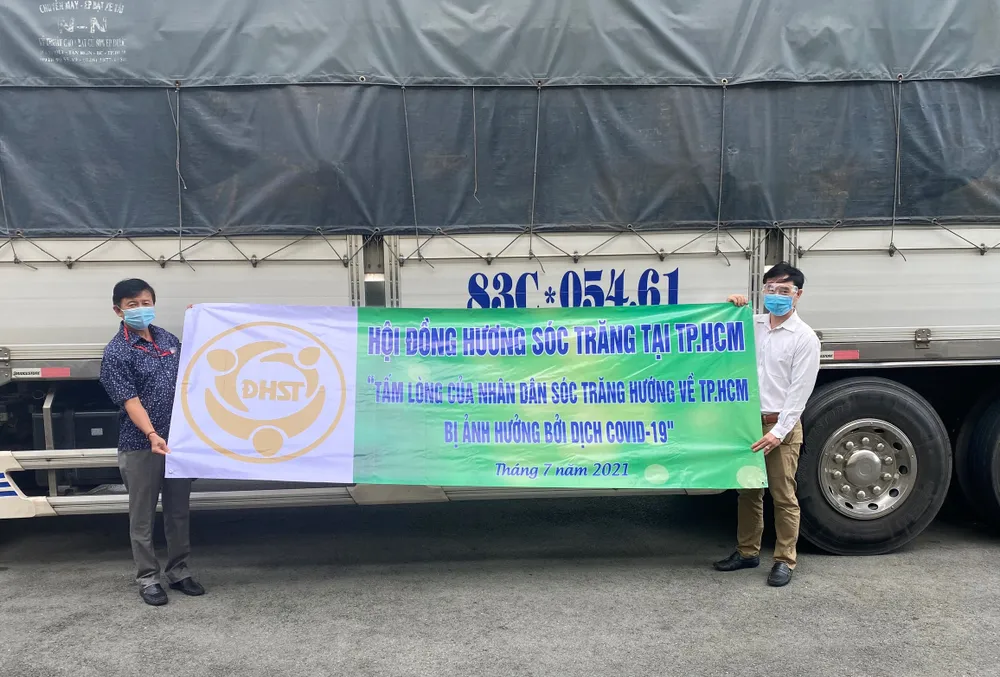 N-N
83C*054.61
HỘI ĐỒNG HƯƠNG SÓC TRĂNG TẠI TP.HCM
ĐHST
"TẤM LÒNG CỦA NHÂN DÂN SÓC TRĂNG HƯỚNG VỀ TP.HCM
BỊ ẢNH HƯỞNG BỞI DỊCH COVID-19"
Tháng 7 năm 2021